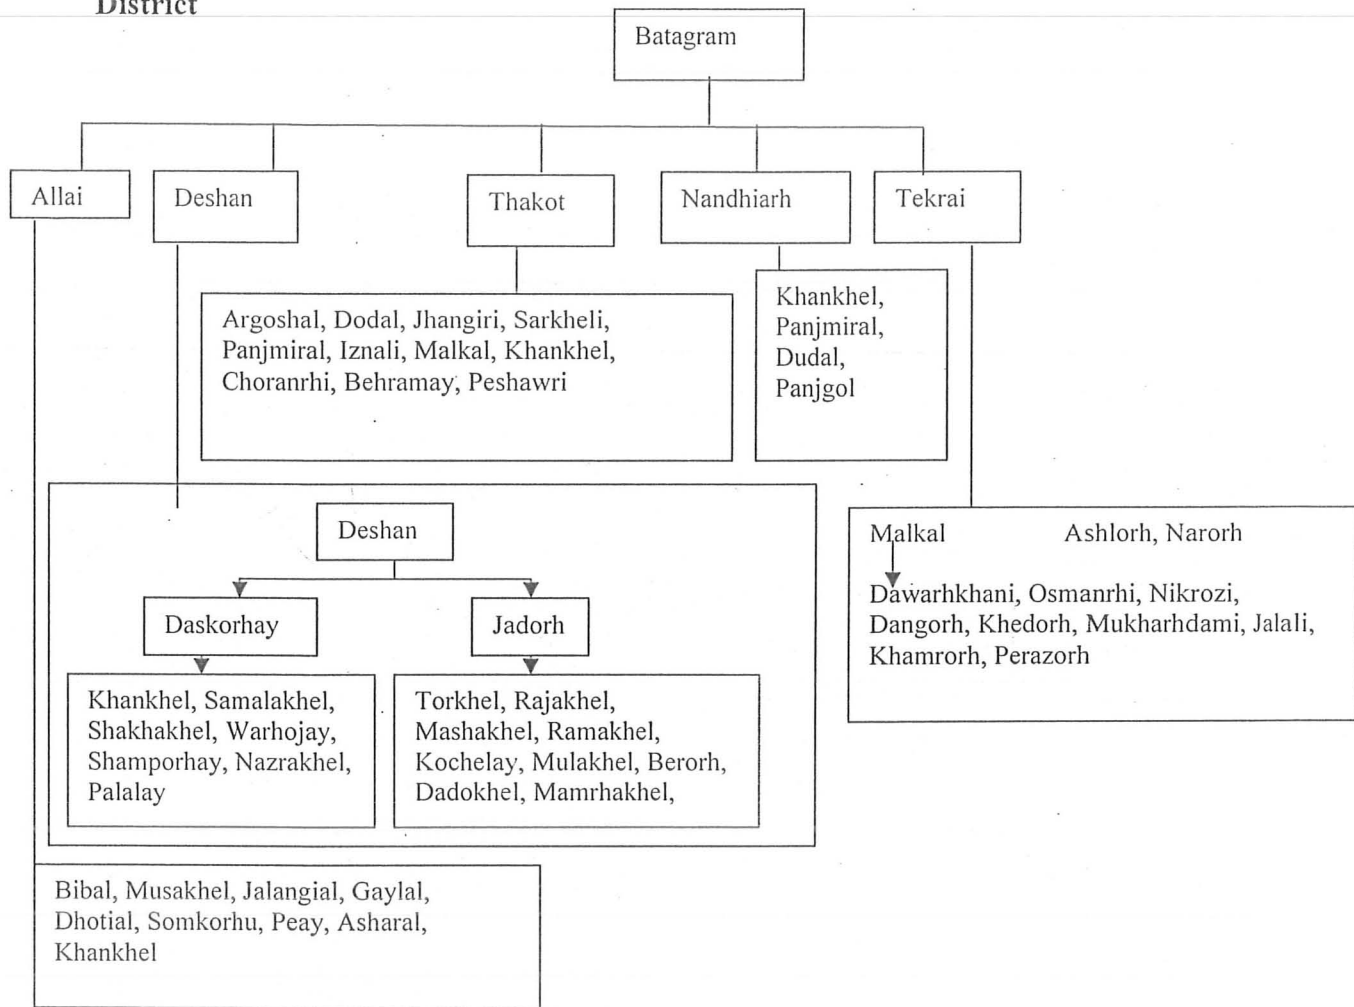 District
Batagram
Allai
Deshan
Thakot
Nandhiarh
Tekrai
Argoshal, Dodal, Jhangiri, Sarkheli,
Panjmiral, Iznali, Malkal, Khankhel,
Choranrhi, Behramay, Peshawri
Khankhel,
Panjmiral,
Dudal,
Panjgol
Deshan
Daskorhay
Jadorh
Khankhel, Samalakhel,
Shakhakhel, Warhojay,
Shamporhay, Nazrakhel,
Palalay
Torkhel, Rajakhel,
Mashakhel, Ramakhel,
Kochelay, Mulakhel, Berorh,
Dadokhel, Mamrhakhel,
Malkal
Ashlorh, Narorh
Dawarhkhani, Osmanrhi, Nikrozi,
Dangorh, Khedorh, Mukharhdami, Jalali,
Khamrorh, Perazorh
Bibal, Musakhel, Jalangial, Gaylal,
Dhotial, Somkorhu, Peay, Asharal,
Khankhel